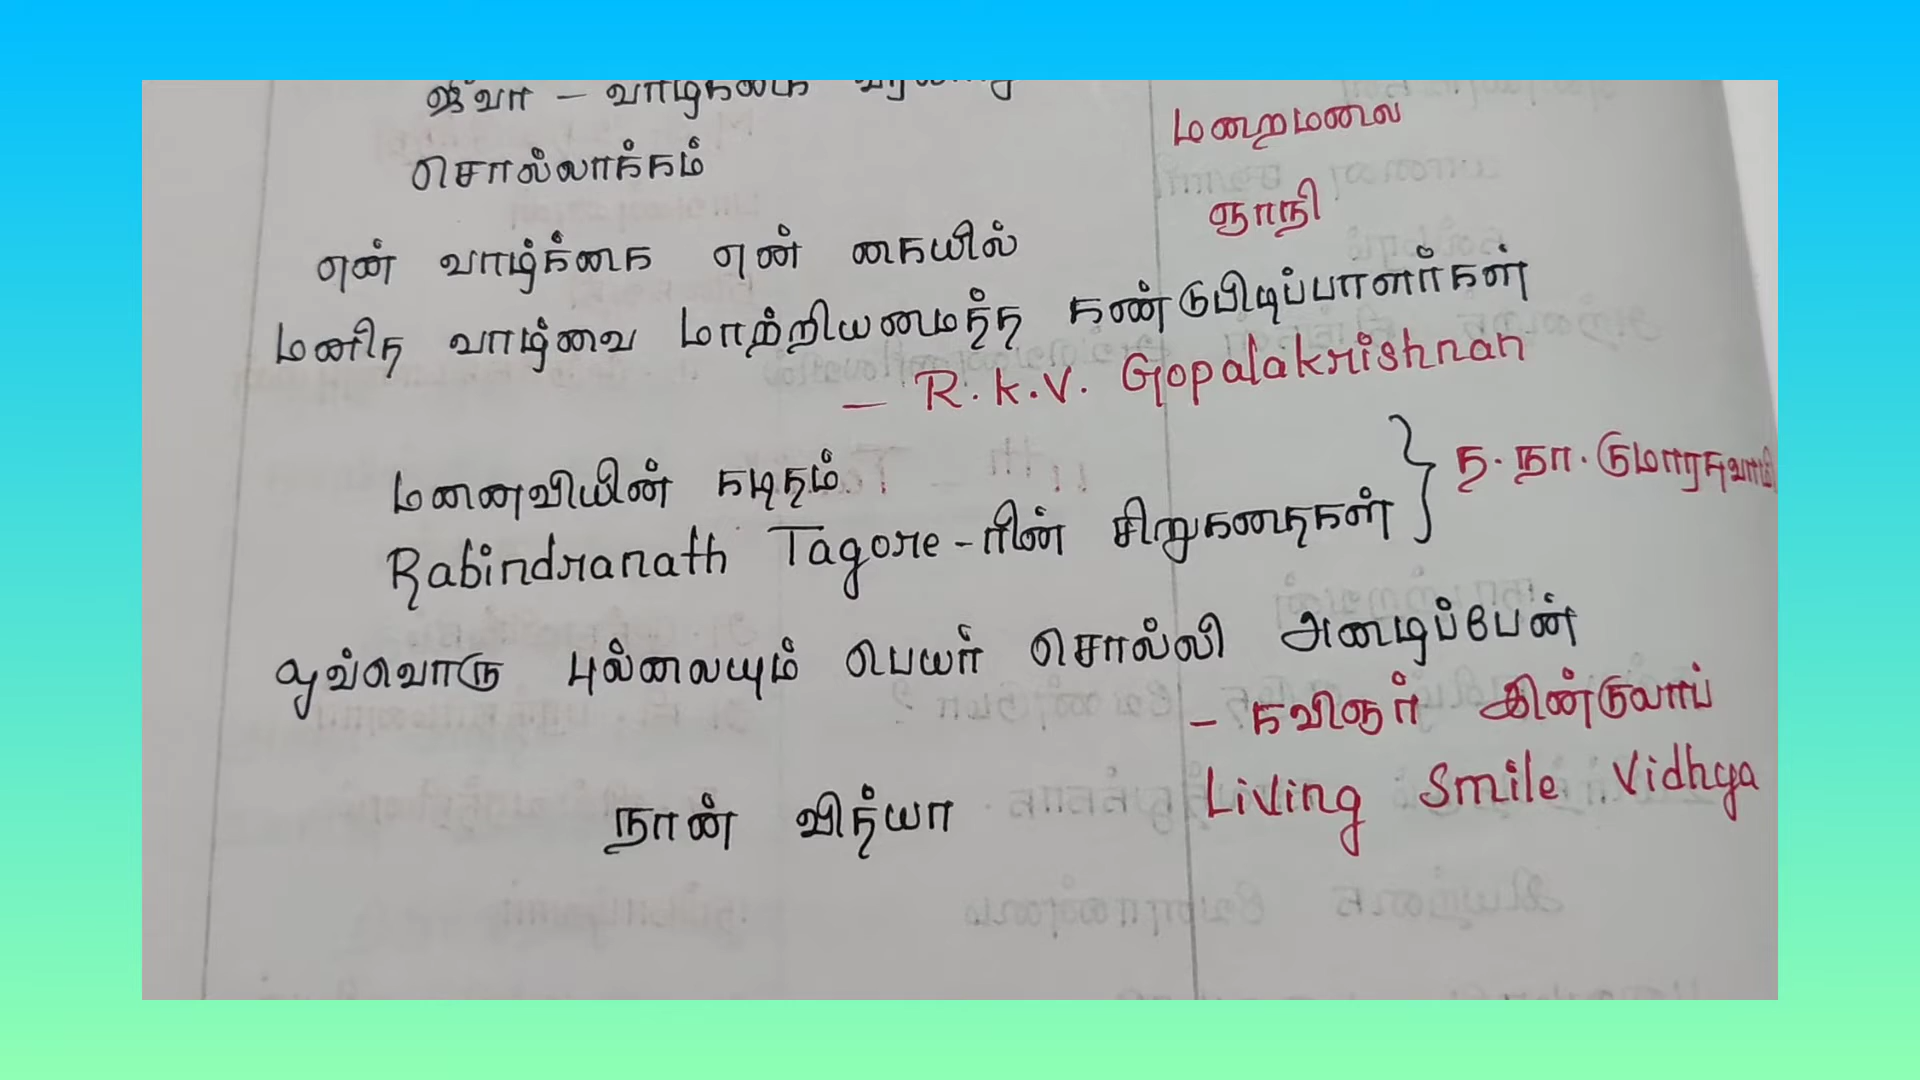 ஜீவா – வாழ்க்கை வரலாறு
மறைமலை
சொல்லாக்கம்
ஞாநி
என் வாழ்க்கை என் கையில்
மனித வாழ்வை மாற்றியமைத்த கண்டுபிடிப்பாளர்கள்
– R.K.V. Gopalakrishnan
மனைவியின் கடிதம்
Rabindranath Tagore-ரின் சிறுகதைகள்
த. நா. குமாரசுவாமி
ஒவ்வொரு புல்லையும் பெயர் சொல்லி அழைப்பேன்
– கவிஞர் இன்குலாப்
நான் வித்யா
Living Smile Vidhya